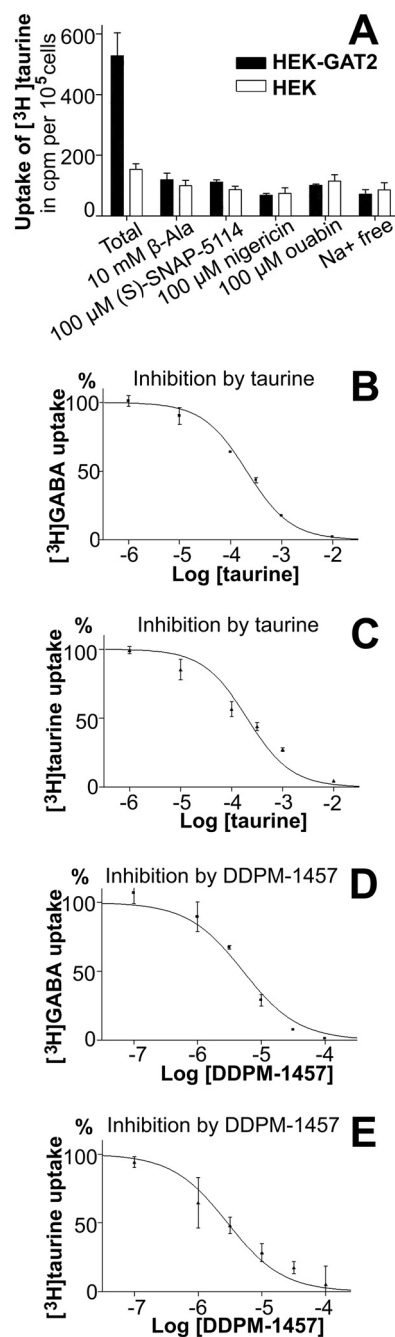 A
Uptake of [³H ]taurine
in cpm per 10⁵cells
600
400
200
0
HEK-GAT2
HEK
Total
10 mM β-Ala
100 µM (S)-SNAP-5114
100 µM nigericin
100 µM ouabin
Na+ free
B
% Inhibition by taurine
[³H]GABA uptake
100
50
0
-6 -5 -4 -3 -2
Log [taurine]
C
% Inhibition by taurine
[³H]taurine uptake
100
50
0
-6 -5 -4 -3 -2
Log [taurine]
D
% Inhibition by DDPM-1457
[³H]GABA uptake
100
50
0
-7 -6 -5 -4
Log [DDPM-1457]
E
% Inhibition by DDPM-1457
[³H]taurine uptake
100
50
0
-7 -6 -5 -4
Log [DDPM-1457]